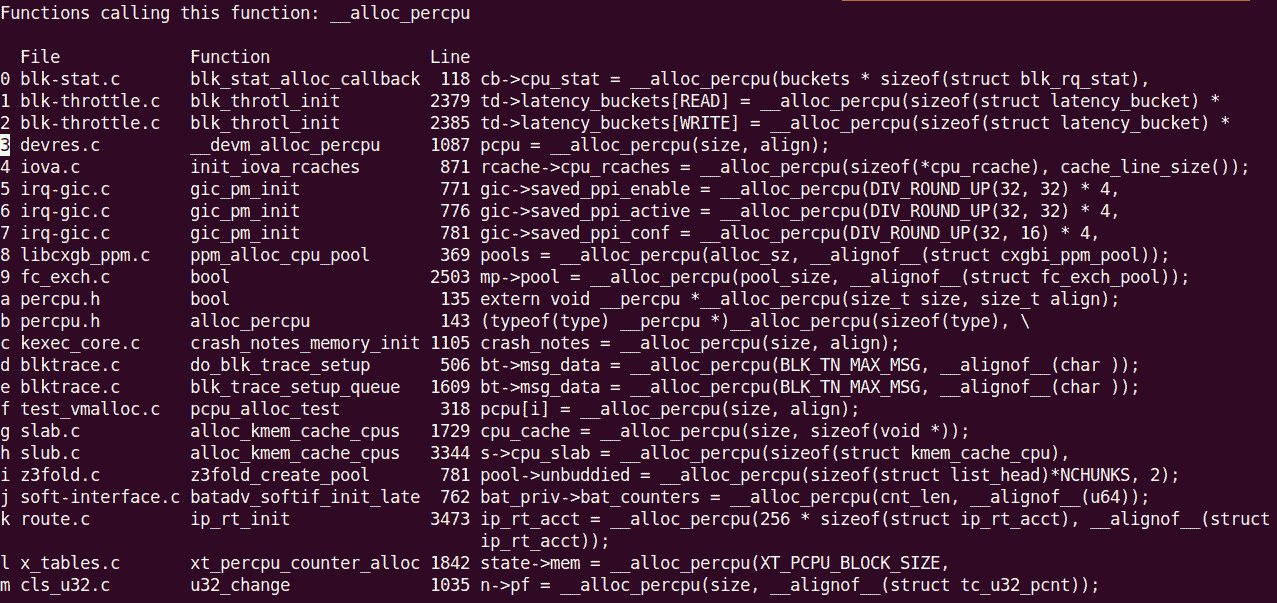 Functions calling this function: __alloc_percpu
File Function Line
0 blk-stat.c blk_stat_alloc_callback 118 cb->cpu_stat = __alloc_percpu(buckets * sizeof(struct blk_rq_stat),
1 blk-throttle.c blk_throtl_init 2379 td->latency_buckets[READ] = __alloc_percpu(sizeof(struct latency_bucket) *
2 blk-throttle.c blk_throtl_init 2385 td->latency_buckets[WRITE] = __alloc_percpu(sizeof(struct latency_bucket) *
3 devres.c __devm_alloc_percpu 1087 pcpu = __alloc_percpu(size, align);
4 iova.c init_iova_rcaches 871 rcache->cpu_rcaches = __alloc_percpu(sizeof(*cpu_rcache), cache_line_size());
5 irq-gic.c gic_pm_init 771 gic->saved_ppi_enable = __alloc_percpu(DIV_ROUND_UP(32, 32) * 4,
6 irq-gic.c gic_pm_init 776 gic->saved_ppi_active = __alloc_percpu(DIV_ROUND_UP(32, 32) * 4,
7 irq-gic.c gic_pm_init 781 gic->saved_ppi_conf = __alloc_percpu(DIV_ROUND_UP(32, 16) * 4,
8 libcxgb_ppm.c ppm_alloc_cpu_pool 369 pools = __alloc_percpu(alloc_sz, __alignof__(struct cxgbi_ppm_pool));
9 fc_exch.c bool 2503 mp->pool = __alloc_percpu(pool_size, __alignof__(struct fc_exch_pool));
a percpu.h bool 135 extern void __percpu *__alloc_percpu(size_t size, size_t align);
b percpu.h alloc_percpu 143 (typeof(type) __percpu *)__alloc_percpu(sizeof(type), \
c kexec_core.c crash_notes_memory_init 1105 crash_notes = __alloc_percpu(size, align);
d blktrace.c do_blk_trace_setup 506 bt->msg_data = __alloc_percpu(BLK_TN_MAX_MSG, __alignof__(char ));
e blktrace.c blk_trace_setup_queue 1609 bt->msg_data = __alloc_percpu(BLK_TN_MAX_MSG, __alignof__(char ));
f test_vmalloc.c pcpu_alloc_test 318 pcpu[i] = __alloc_percpu(size, align);
g slab.c alloc_kmem_cache_cpus 1729 cpu_cache = __alloc_percpu(size, sizeof(void *));
h slub.c alloc_kmem_cache_cpus 3344 s->cpu_slab = __alloc_percpu(sizeof(struct kmem_cache_cpu),
i z3fold.c z3fold_create_pool 781 pool->unbuddied = __alloc_percpu(sizeof(struct list_head)*NCHUNKS, 2);
j soft-interface.c batadv_softif_init_late 762 bat_priv->bat_counters = __alloc_percpu(cnt_len, __alignof__(u64));
k route.c ip_rt_init 3473 ip_rt_acct = __alloc_percpu(256 * sizeof(struct ip_rt_acct), __alignof__(struct
ip_rt_acct));
l x_tables.c xt_percpu_counter_alloc 1842 state->mem = __alloc_percpu(XT_PCPU_BLOCK_SIZE,
m cls_u32.c u32_change 1035 n->pf = __alloc_percpu(size, __alignof__(struct tc_u32_pcnt));